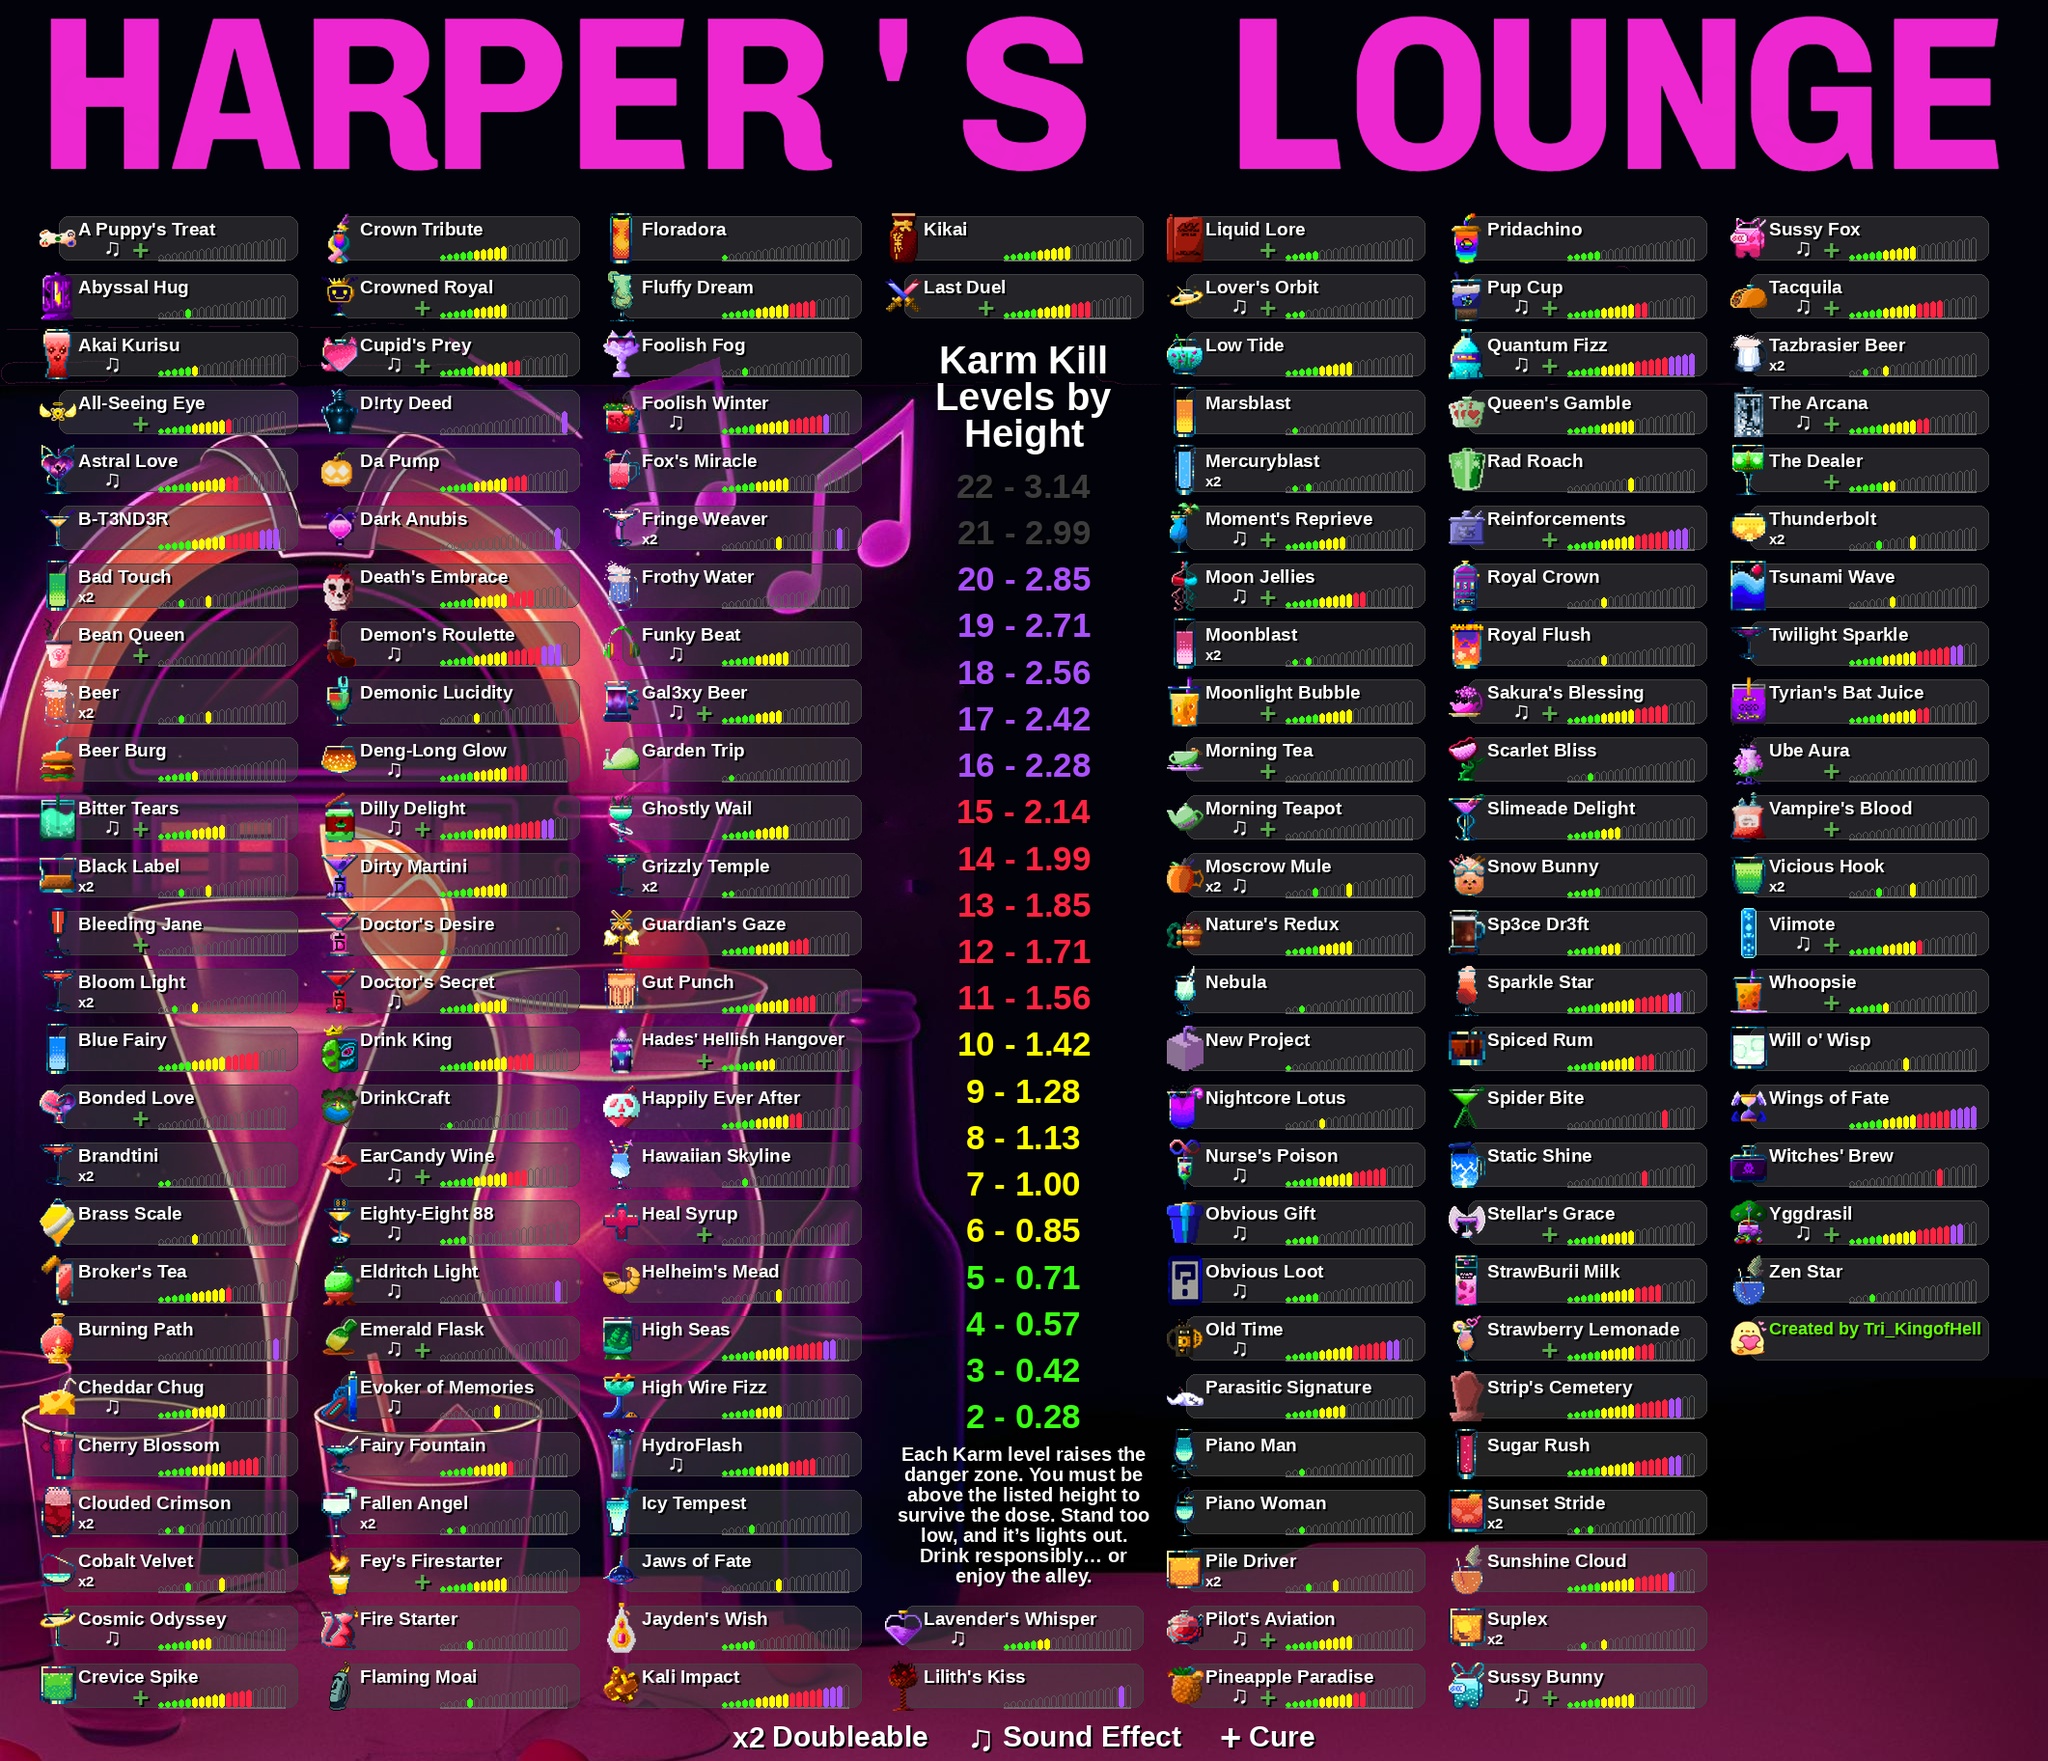 HARPER'S LOUNGE
A Puppy's Treat
♫ +
Abyssal Hug
Akai Kurisu
♫
All-Seeing Eye
+
Astral Love
♫
B-T3ND3R
Bad Touch
x2
Bean Queen
+
Beer
x2
Beer Burg
Bitter Tears
♫ +
Black Label
x2
Bleeding Jane
+
Bloom Light
x2
Blue Fairy
Bonded Love
+
Brandtini
x2
Brass Scale
Broker's Tea
Burning Path
Cheddar Chug
♫
Cherry Blossom
Clouded Crimson
x2
Cobalt Velvet
x2
Cosmic Odyssey
♫
Crevice Spike
+
Crown Tribute
Crowned Royal
+
Cupid's Prey
♫ +
D!rty Deed
Da Pump
Dark Anubis
Death's Embrace
Demon's Roulette
♫
Demonic Lucidity
Deng-Long Glow
♫
Dilly Delight
♫ +
Dirty Martini
Doctor's Desire
Doctor's Secret
♫
Drink King
DrinkCraft
EarCandy Wine
♫ +
Eighty-Eight 88
♫
Eldritch Light
♫
Emerald Flask
♫ +
Evoker of Memories
♫
Fairy Fountain
Fallen Angel
x2
Fey's Firestarter
+
Fire Starter
Flaming Moai
Floradora
Fluffy Dream
Foolish Fog
Foolish Winter
♫
Fox's Miracle
Fringe Weaver
x2
Frothy Water
Funky Beat
♫
Gal3xy Beer
♫ +
Garden Trip
Ghostly Wail
Grizzly Temple
x2
Guardian's Gaze
Gut Punch
Hades' Hellish Hangover
+
Happily Ever After
Hawaiian Skyline
Heal Syrup
+
Helheim's Mead
High Seas
High Wire Fizz
HydroFlash
♫
Icy Tempest
Jaws of Fate
Jayden's Wish
Kali Impact
Kikai
Last Duel
+
Karm Kill
Levels by
Height
22 - 3.14
21 - 2.99
20 - 2.85
19 - 2.71
18 - 2.56
17 - 2.42
16 - 2.28
15 - 2.14
14 - 1.99
13 - 1.85
12 - 1.71
11 - 1.56
10 - 1.42
9 - 1.28
8 - 1.13
7 - 1.00
6 - 0.85
5 - 0.71
4 - 0.57
3 - 0.42
2 - 0.28
Each Karm level raises the
danger zone. You must be
above the listed height to
survive the dose. Stand too
low, and it's lights out.
Drink responsibly... or
enjoy the alley.
Lavender's Whisper
♫
Lilith's Kiss
Liquid Lore
+
Lover's Orbit
♫ +
Low Tide
Marsblast
Mercuryblast
x2
Moment's Reprieve
♫ +
Moon Jellies
♫ +
Moonblast
x2
Moonlight Bubble
+
Morning Tea
+
Morning Teapot
♫ +
Moscrow Mule
x2 ♫
Nature's Redux
Nebula
New Project
Nightcore Lotus
Nurse's Poison
♫
Obvious Gift
♫
Obvious Loot
♫
Old Time
♫
Parasitic Signature
Piano Man
Piano Woman
Pile Driver
x2
Pilot's Aviation
♫ +
Pineapple Paradise
♫ +
Pridachino
Pup Cup
♫ +
Quantum Fizz
♫ +
Queen's Gamble
Rad Roach
Reinforcements
+
Royal Crown
Royal Flush
Sakura's Blessing
♫ +
Scarlet Bliss
Slimeade Delight
Snow Bunny
Sp3ce Dr3ft
Sparkle Star
Spiced Rum
Spider Bite
Static Shine
Stellar's Grace
+
StrawBurii Milk
Strawberry Lemonade
+
Strip's Cemetery
Sugar Rush
Sunset Stride
x2
Sunshine Cloud
Suplex
x2
Sussy Bunny
♫ +
Sussy Fox
♫ +
Tacquila
Tazbrasier Beer
x2
The Arcana
♫ +
The Dealer
+
Thunderbolt
x2
Tsunami Wave
Twilight Sparkle
Tyrian's Bat Juice
Ube Aura
+
Vampire's Blood
+
Vicious Hook
x2
Viimote
♫ +
Whoopsie
+
Will o' Wisp
Wings of Fate
Witches' Brew
Yggdrasil
♫ +
Zen Star
Created by Tri_KingofHell
x2 Doubleable ♫ Sound Effect + Cure